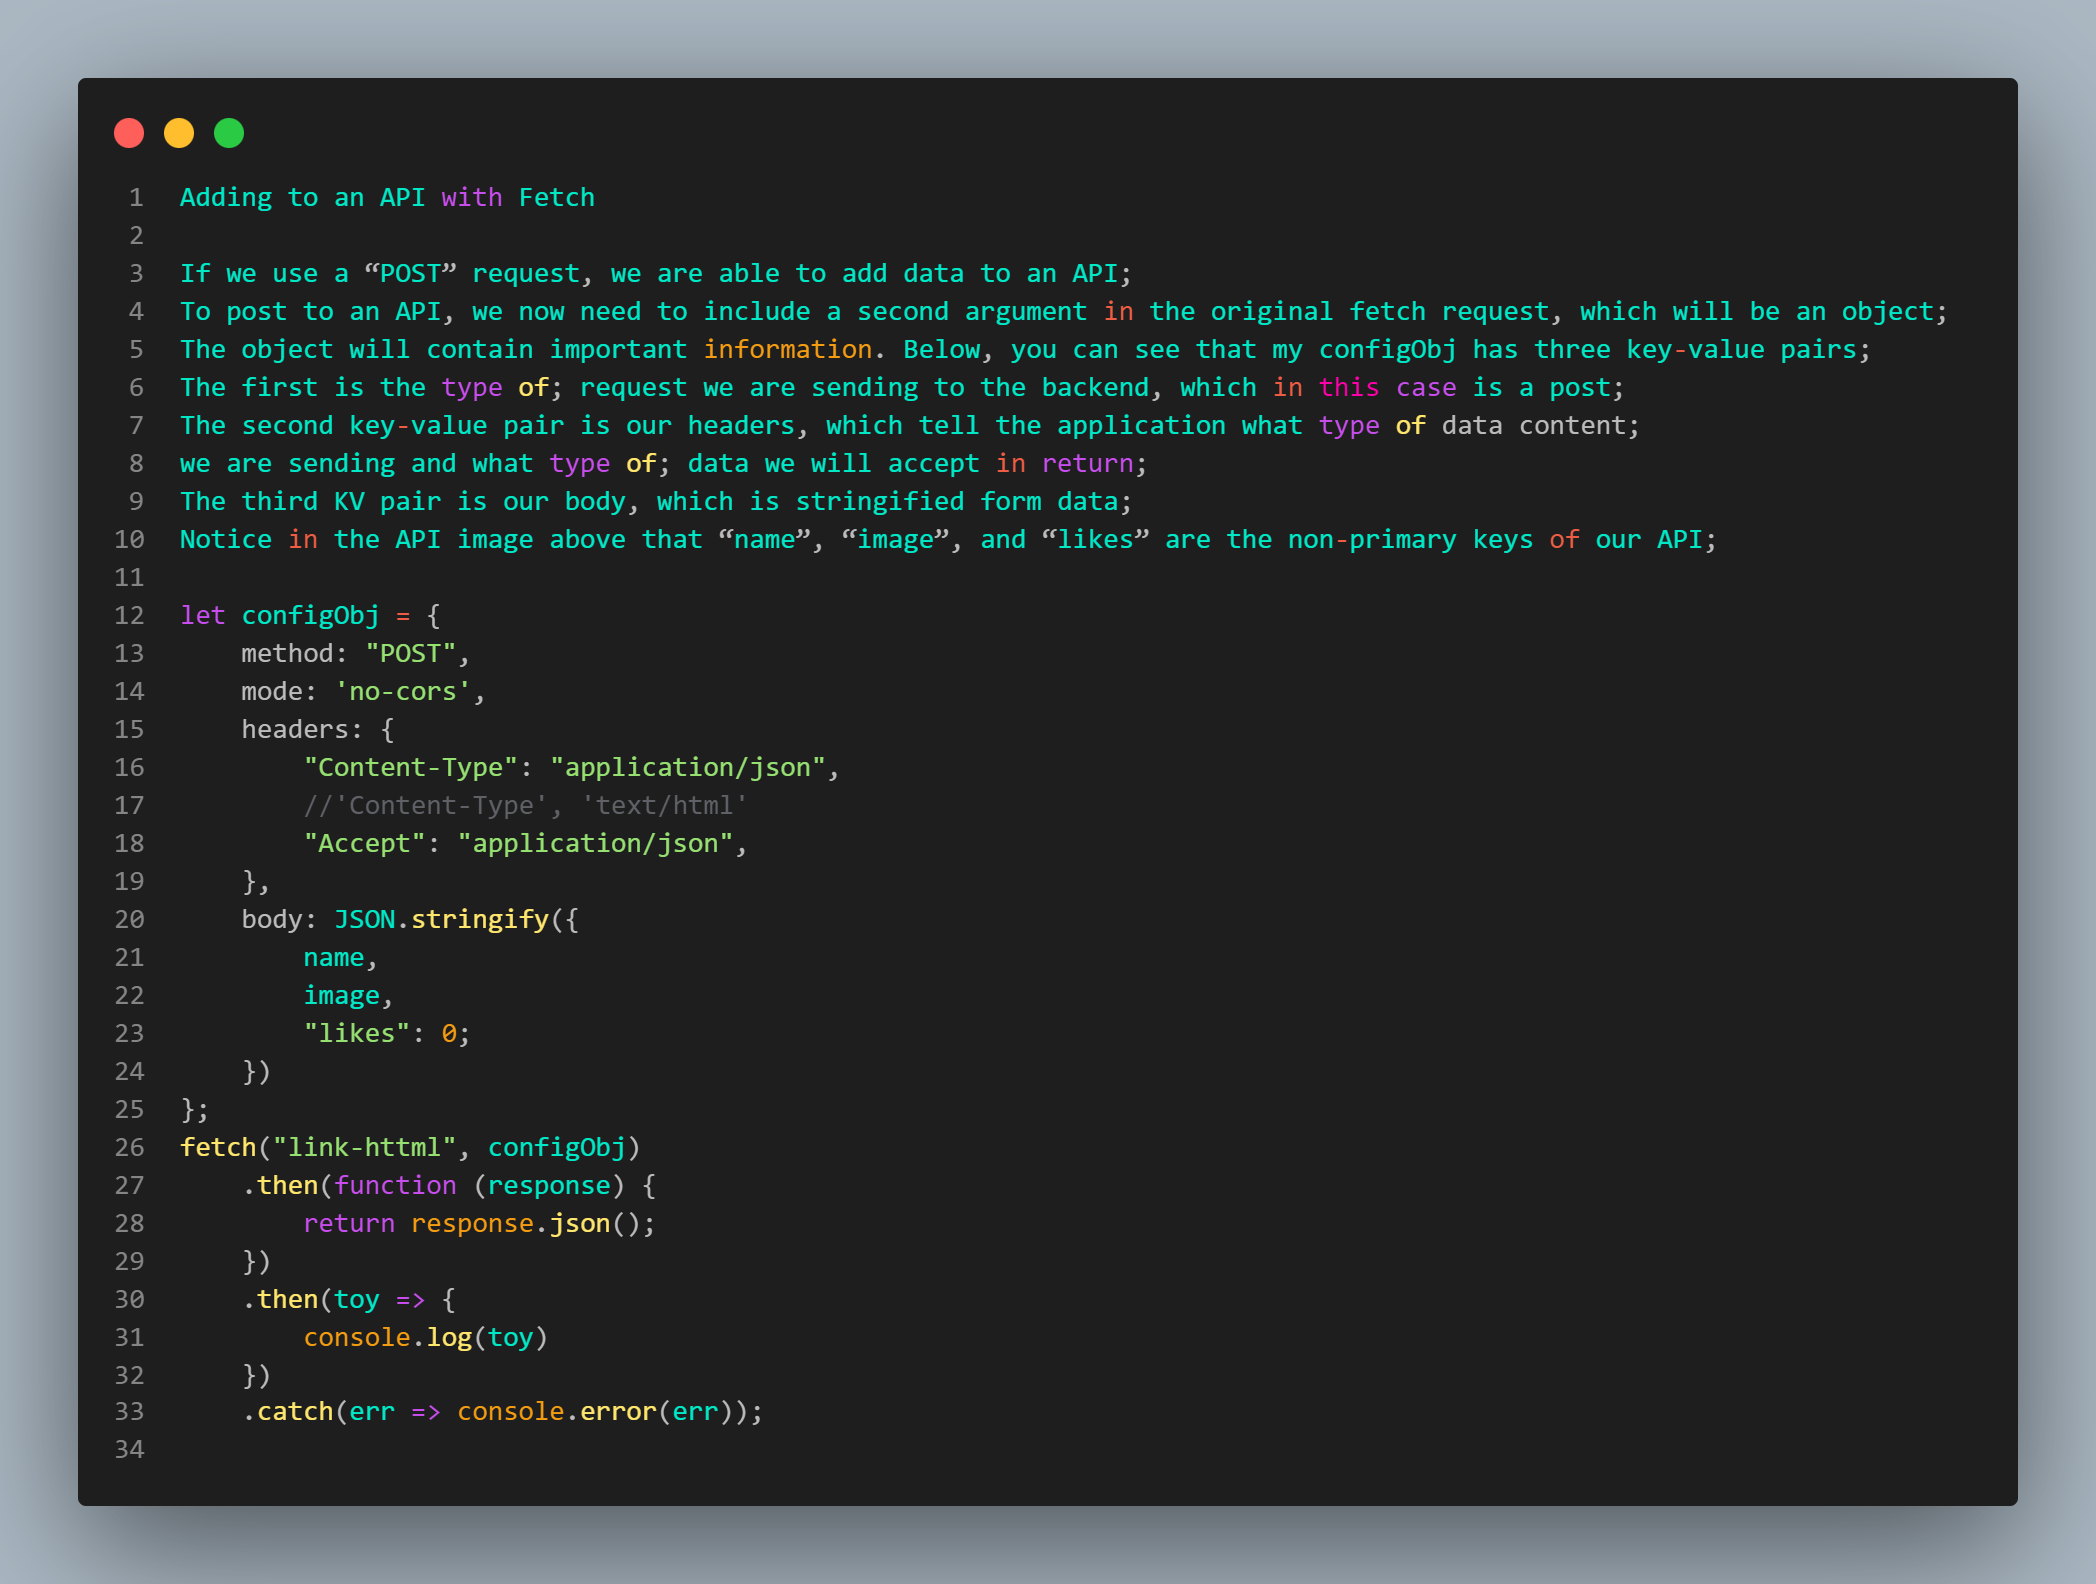 1 Adding to an API with Fetch
2
3 If we use a “POST” request, we are able to add data to an API;
4 To post to an API, we now need to include a second argument in the original fetch request, which will be an object;
5 The object will contain important information. Below, you can see that my configObj has three key-value pairs;
6 The first is the type of; request we are sending to the backend, which in this case is a post;
7 The second key-value pair is our headers, which tell the application what type of data content;
8 we are sending and what type of; data we will accept in return;
9 The third KV pair is our body, which is stringified form data;
10 Notice in the API image above that “name”, “image”, and “likes” are the non-primary keys of our API;
11
12 let configObj = {
13     method: "POST",
14     mode: 'no-cors',
15     headers: {
16         "Content-Type": "application/json",
17         //'Content-Type', 'text/html'
18         "Accept": "application/json",
19     },
20     body: JSON.stringify({
21         name,
22         image,
23         "likes": 0;
24     })
25 };
26 fetch("link-httml", configObj)
27     .then(function (response) {
28         return response.json();
29     })
30     .then(toy => {
31         console.log(toy)
32     })
33     .catch(err => console.error(err));
34